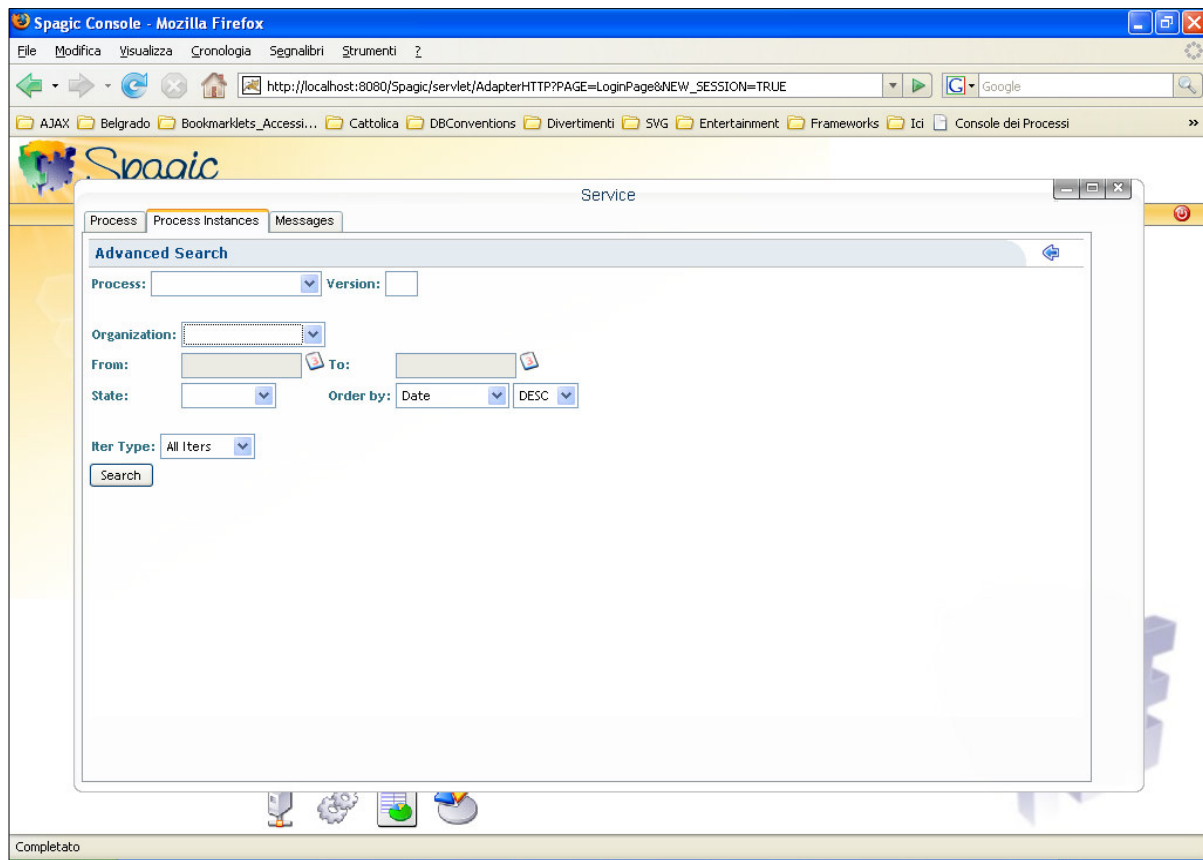 Spagic Console - Mozilla Firefox
File Modifica Visualizza Cronologia Segnalibri Strumenti ?
http://localhost:8080/Spagic/servlet/AdapterHTTP?PAGE=LoginPage&NEW_SESSION=TRUE G Google
AJAX Belgrado Bookmarklets_Accessi... Cattolica DBConventions Divertimenti SVG Entertainment Frameworks Ici Console dei Processi »
Spagic
Service
Process Process Instances Messages
Advanced Search
Process: Version:
Organization:
From: 3 To: 3
State: Order by: Date DESC
Iter Type: All Iters
Search
Completato